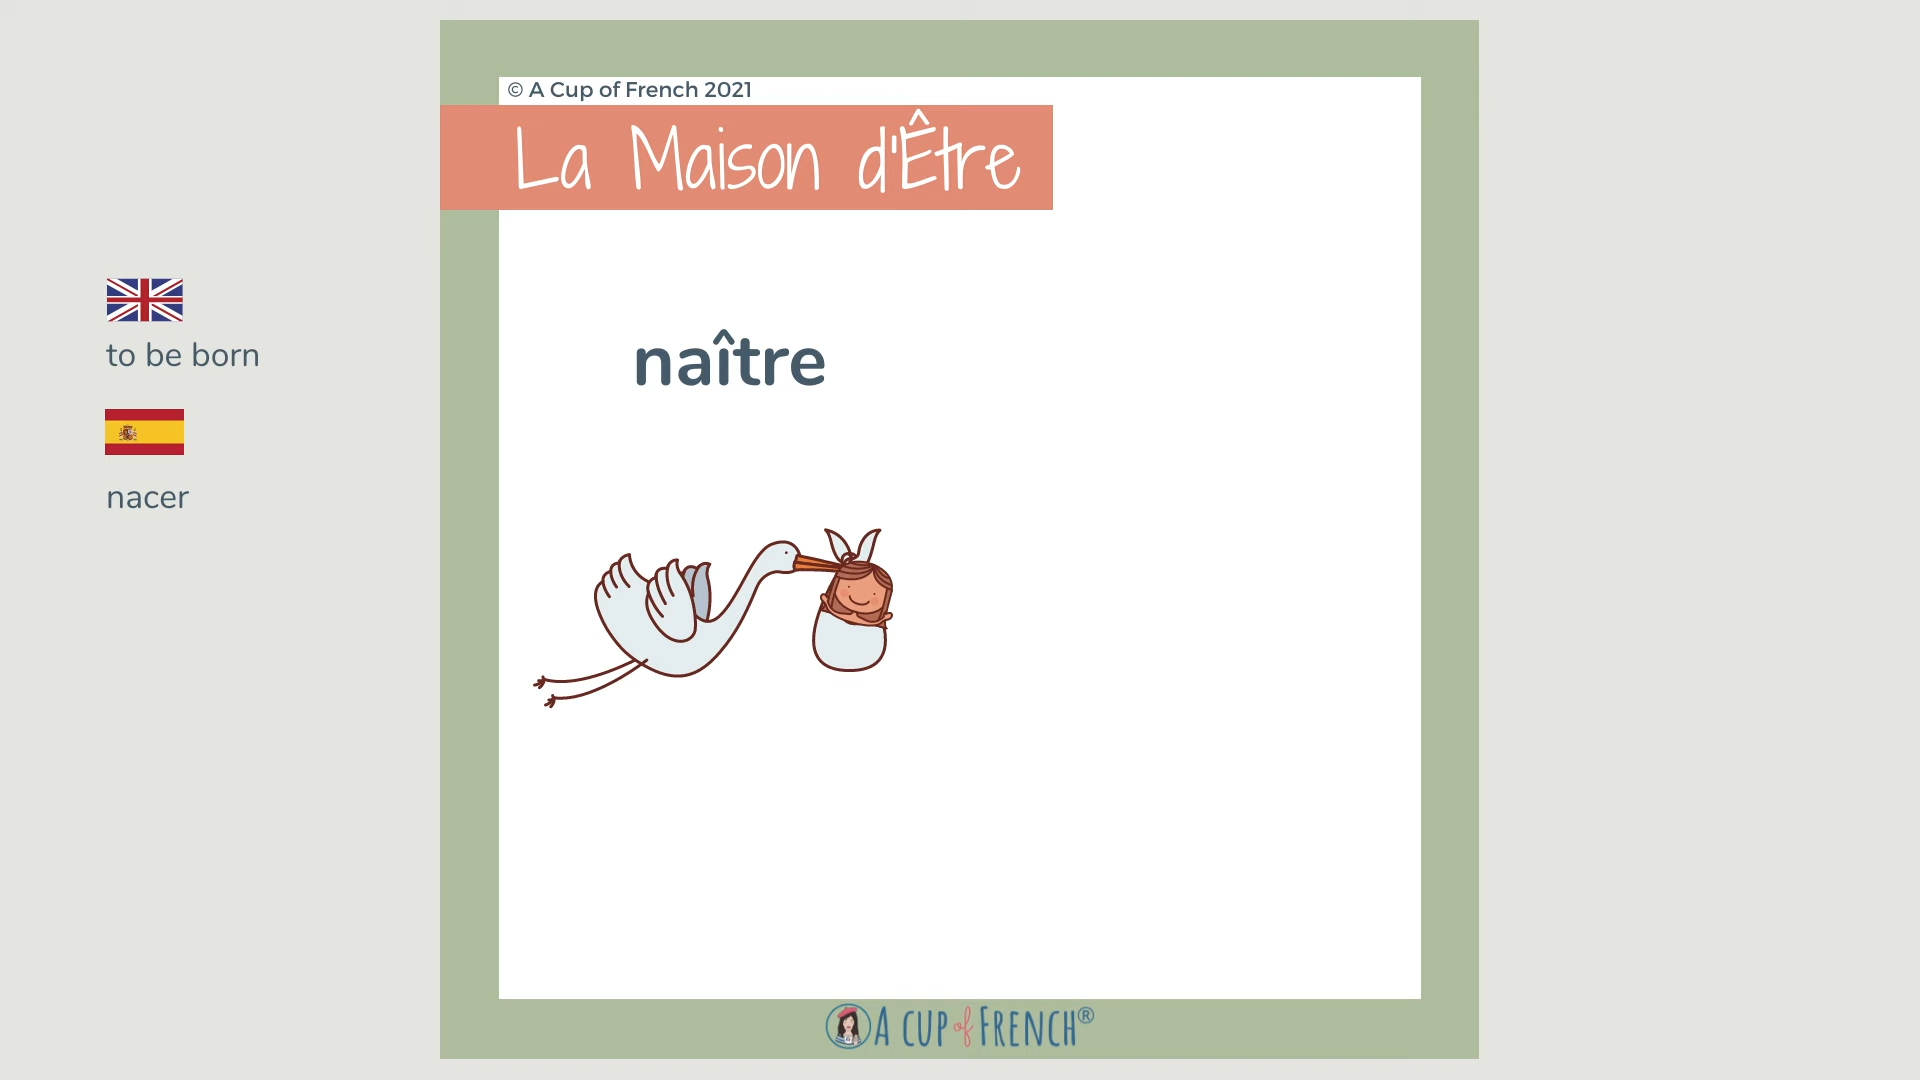 © A Cup of French 2021
La Maison d'Être
to be born
naître
nacer
A CUP of FRENCH®